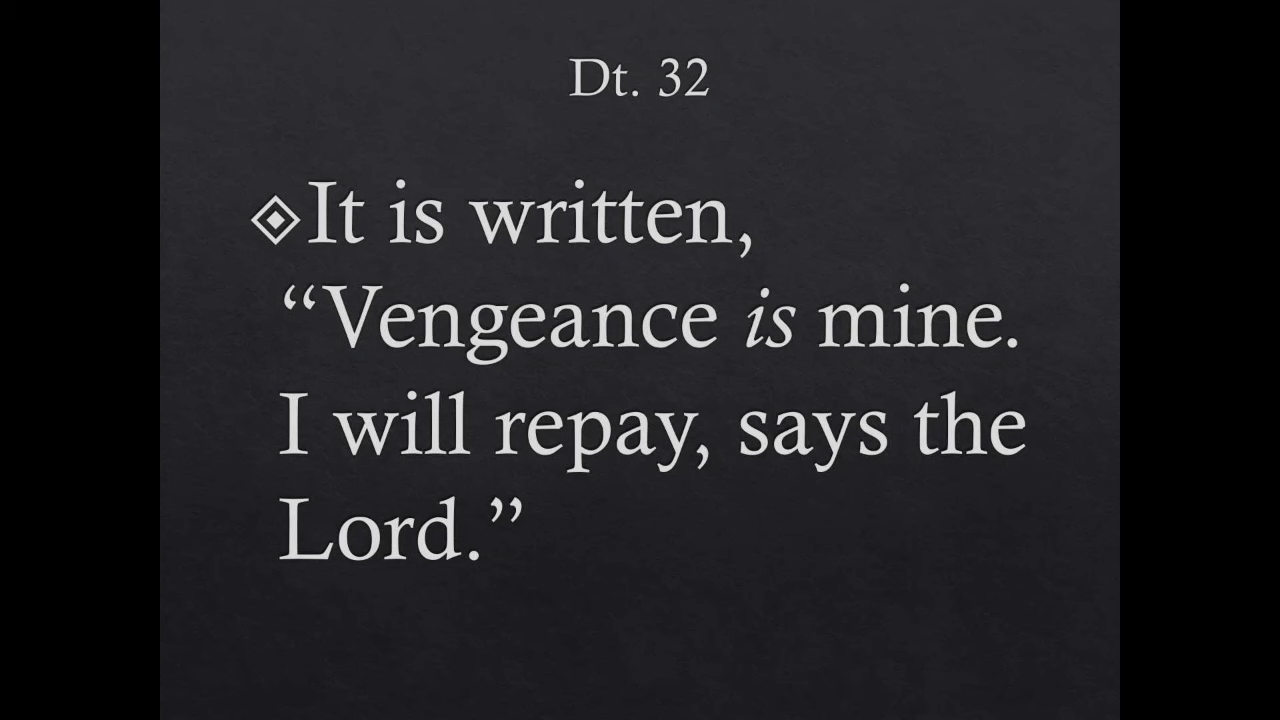 Dt. 32
It is written,
“Vengeance is mine.
I will repay, says the
Lord.”